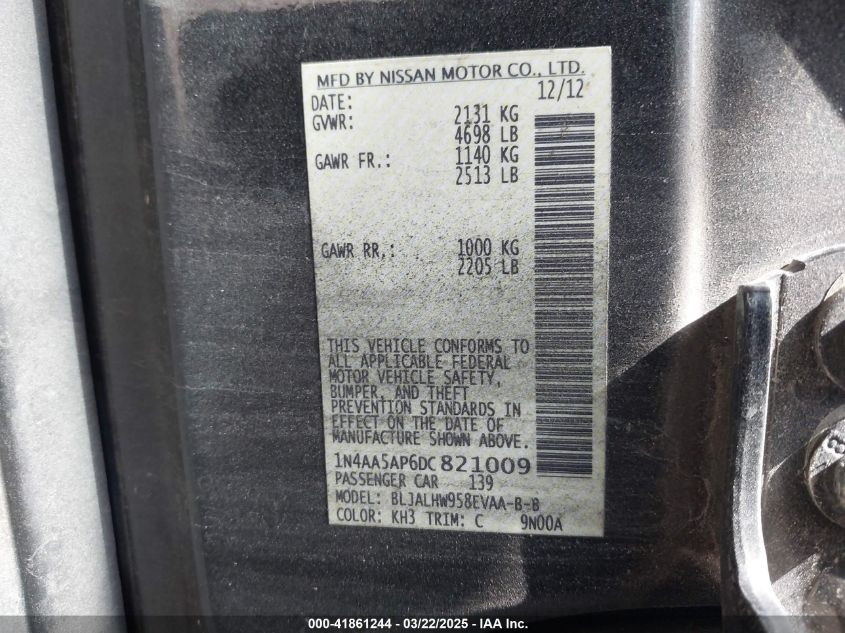 MFD BY NISSAN MOTOR CO., LTD.
DATE: 12/12
GVWR: 2131 KG
4698 LB
GAWR FR.: 1140 KG
2513 LB
GAWR RR.: 1000 KG
2205 LB
THIS VEHICLE CONFORMS TO
ALL APPLICABLE FEDERAL
MOTOR VEHICLE SAFETY,
BUMPER, AND THEFT
PREVENTION STANDARDS IN
EFFECT ON THE DATE OF
MANUFACTURE SHOWN ABOVE.
1N4AA5AP6DC821009
PASSENGER CAR 139
MODEL: BLJALHW958EVAA-B-B
COLOR: KH3 TRIM: C 9N00A
000-41861244 - 03/22/2025 - IAA Inc.